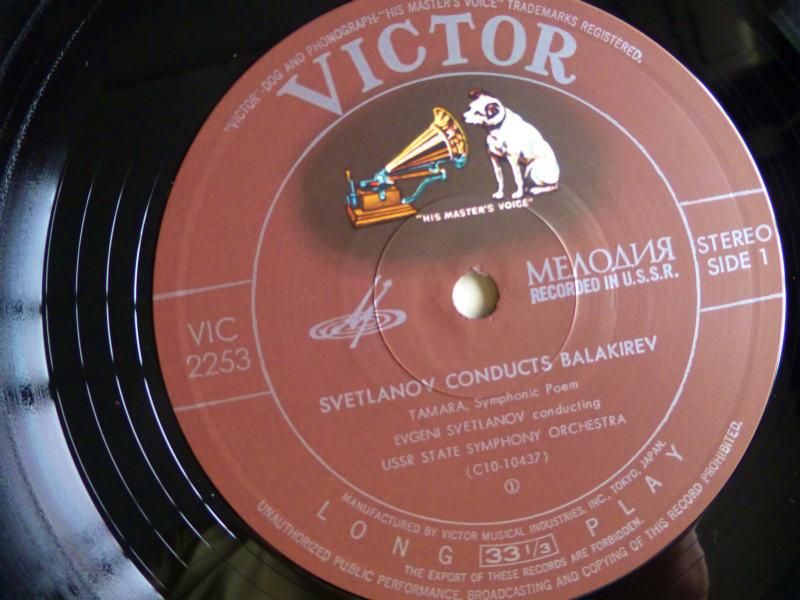 "VICTOR"-DOG AND PHONOGRAPH-"HIS MASTER'S VOICE" TRADEMARKS REGISTERED.
VICTOR
"HIS MASTER'S VOICE"
МЕЛОДИЯ
RECORDED IN U.S.S.R.
STEREO
SIDE 1
VIC
2253
SVETLANOV CONDUCTS BALAKIREV
TAMARA, Symphonic Poem
EVGENI SVETLANOV conducting
USSR STATE SYMPHONY ORCHESTRA
(C10-10437)
①
MANUFACTURED BY VICTOR MUSICAL INDUSTRIES, INC., TOKYO, JAPAN.
LONG 33 1/3 PLAY
THE EXPORT OF THESE RECORDS ARE FORBIDDEN.
UNAUTHORIZED PUBLIC PERFORMANCE, BROADCASTING AND COPYING OF THIS RECORD PROHIBITED.